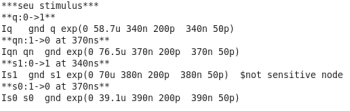 ***seu stimulus***
**q:0->1**
Iq   gnd q exp(0 58.7u 340n 200p  340n 50p)
**qn:1->0 at 370ns**
Iqn qn  gnd exp(0 76.5u 370n 200p  370n 50p)
**s1:0->1 at 340ns**
Is1  gnd s1 exp(0 70u 380n 200p  380n 50p)  $not sensitive node
**s0:1->0 at 370ns**
Is0 s0  gnd exp(0 39.1u 390n 200p  390n 50p)